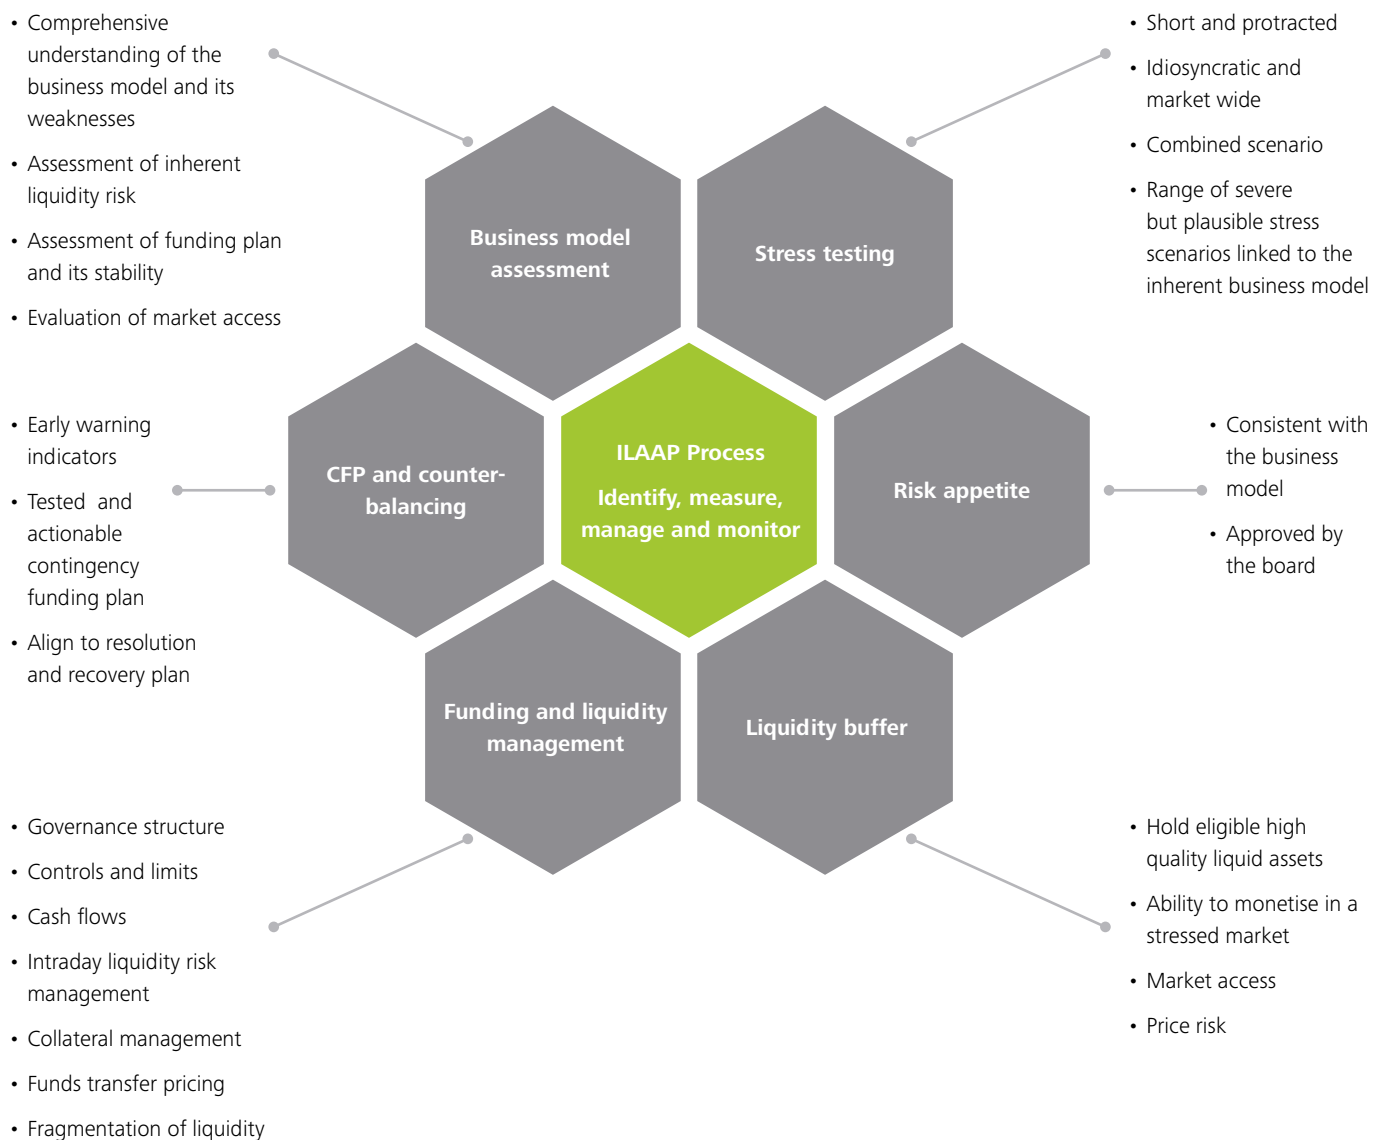 • Comprehensive
understanding of the
business model and its
weaknesses
• Assessment of inherent
liquidity risk
• Assessment of funding plan
and its stability
• Evaluation of market access
• Short and protracted
• Idiosyncratic and
market wide
• Combined scenario
• Range of severe
but plausible stress
scenarios linked to the
inherent business model
Business model
assessment
Stress testing
• Early warning
indicators
• Tested and
actionable
contingency
funding plan
• Align to resolution
and recovery plan
CFP and counter-
balancing
ILAAP Process
Identify, measure,
manage and monitor
Risk appetite
• Consistent with
the business
model
• Approved by
the board
Funding and liquidity
management
Liquidity buffer
• Governance structure
• Controls and limits
• Cash flows
• Intraday liquidity risk
management
• Collateral management
• Funds transfer pricing
• Fragmentation of liquidity
• Hold eligible high
quality liquid assets
• Ability to monetise in a
stressed market
• Market access
• Price risk